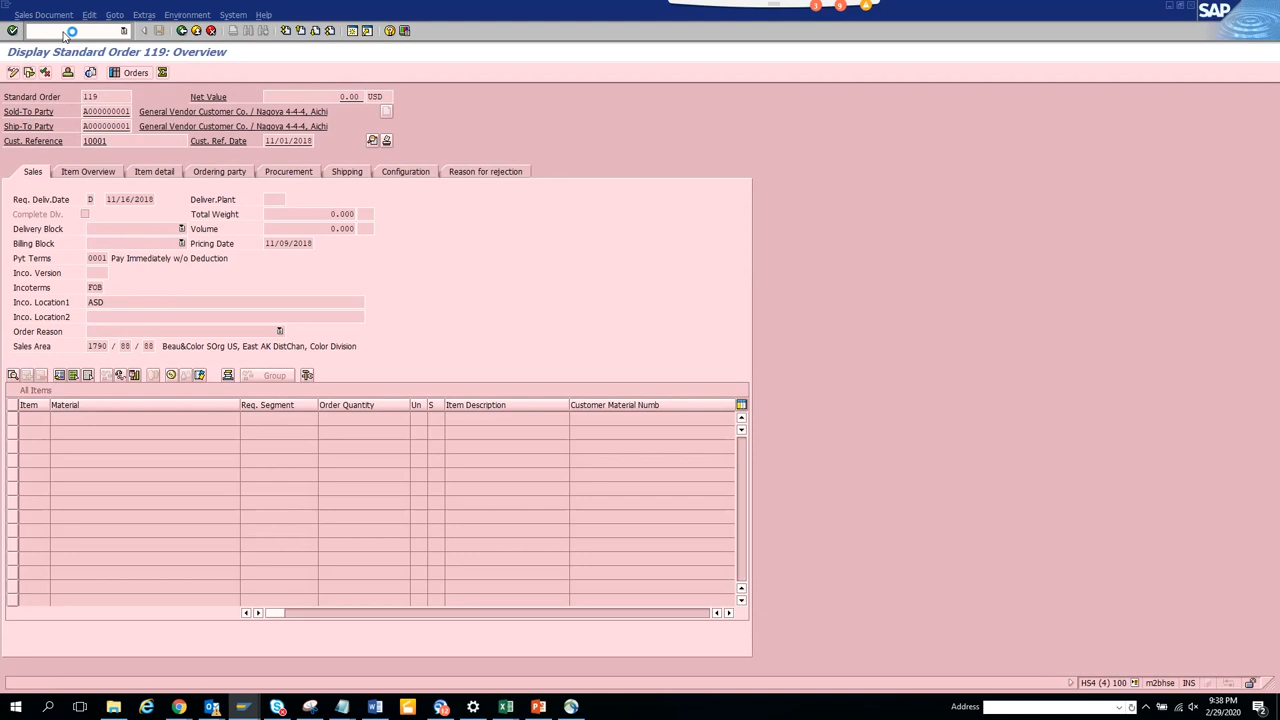 Sales Document Edit Goto Extras Environment System Help
3 9
SAP
Display Standard Order 119: Overview
Orders
Standard Order 119 Net Value 0.00 USD
Sold-To Party A000000001 General Vendor Customer Co. / Nagoya 4-4-4, Aichi
Ship-To Party A000000001 General Vendor Customer Co. / Nagoya 4-4-4, Aichi
Cust. Reference 10001 Cust. Ref. Date 11/01/2018
Sales Item Overview Item detail Ordering party Procurement Shipping Configuration Reason for rejection
Req. Deliv.Date D 11/16/2018 Deliver.Plant
Complete Dlv. Total Weight 0.000
Delivery Block Volume 0.000
Billing Block Pricing Date 11/09/2018
Pyt Terms 0001 Pay Immediately w/o Deduction
Inco. Version
Incoterms FOB
Inco. Location1 ASD
Inco. Location2
Order Reason
Sales Area 1790 / 88 / 88 Beau&Color SOrg US, East AK DistChan, Color Division
Group
All Items
Item Material Req. Segment Order Quantity Un S Item Description Customer Material Numb
HS4 (4) 100 m2bhse INS
Address 9:38 PM
2/29/2020